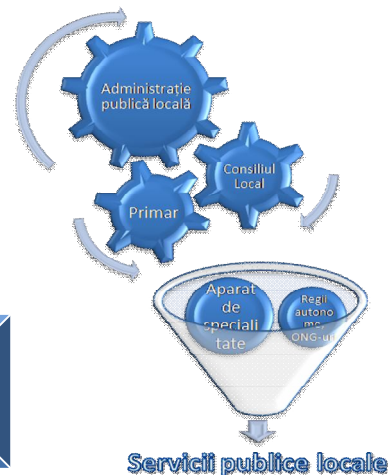 Administrație
publică locală
Consiliul
Local
Primar
Aparat
de
speciali
tate
Regii
autono
me,
ONG-uri
Servicii publice locale